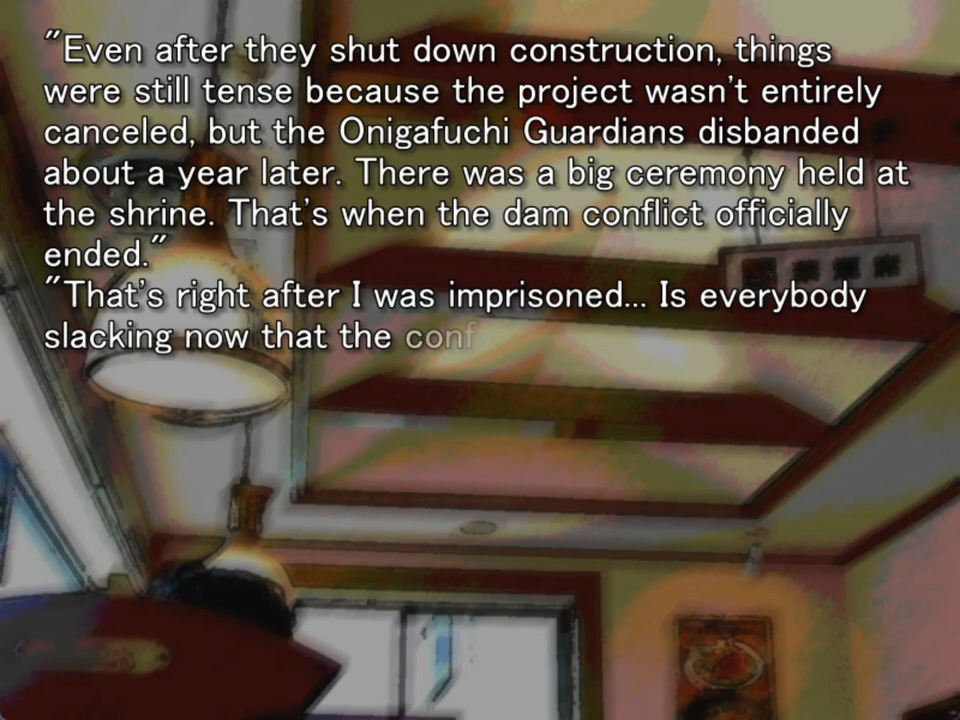 "Even after they shut down construction, things
were still tense because the project wasn't entirely
canceled, but the Onigafuchi Guardians disbanded
about a year later. There was a big ceremony held at
the shrine. That's when the dam conflict officially
ended."
"That's right after I was imprisoned... Is everybody
slacking now that the conf